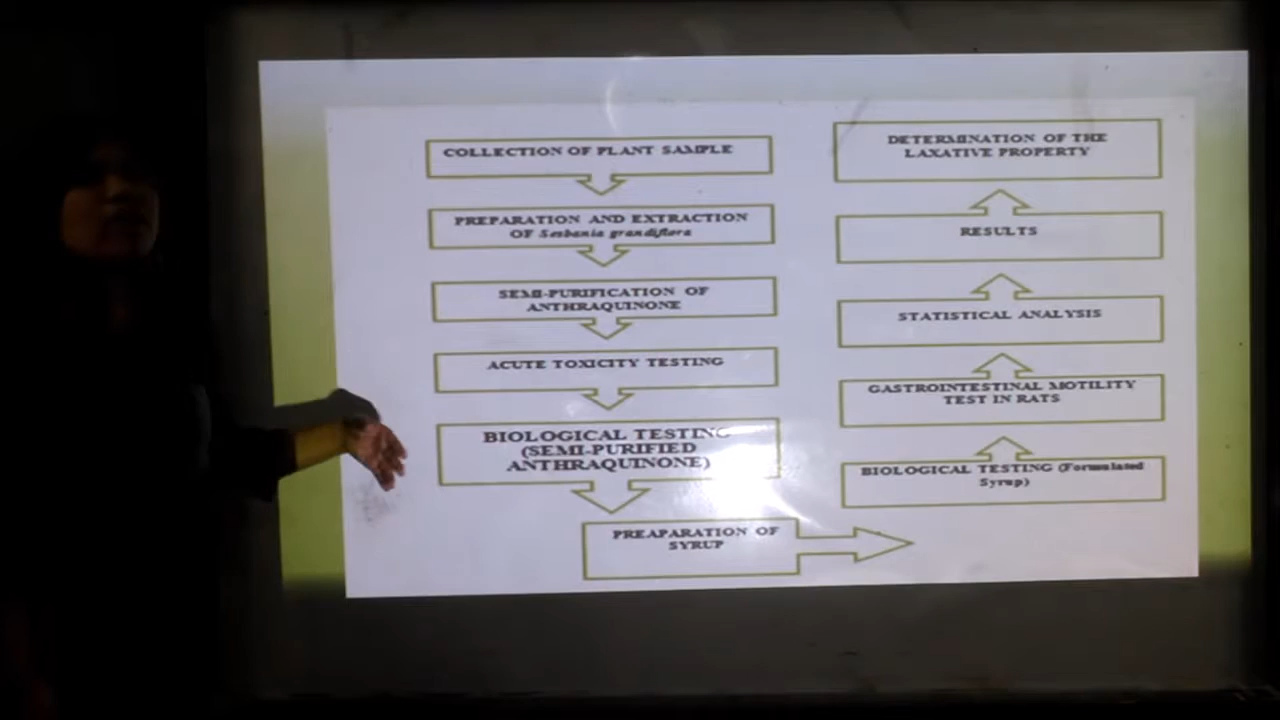 COLLECTION OF PLANT SAMPLE
PREPARATION AND EXTRACTION
OF Sesbania grandiflora
SEMI-PURIFICATION OF
ANTHRAQUINONE
ACUTE TOXICITY TESTING
BIOLOGICAL TESTING
(SEMI-PURIFIED
ANTHRAQUINONE)
PREAPARATION OF
SYRUP
BIOLOGICAL TESTING (Formulated
Syrup)
GASTROINTESTINAL MOTILITY
TEST IN RATS
STATISTICAL ANALYSIS
RESULTS
DETERMINATION OF THE
LAXATIVE PROPERTY